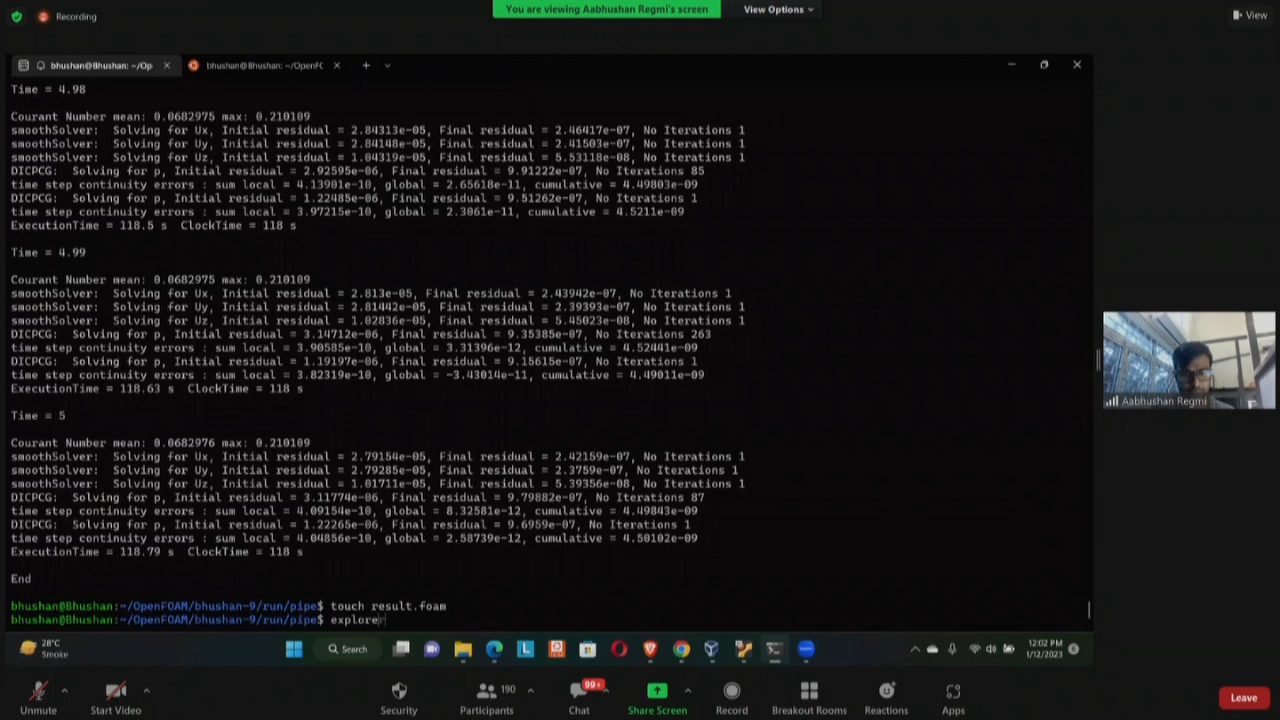 Recording
You are viewing Aabhushan Regmi's screen
View Options
View
bhushan@Bhushan: ~/Op
bhushan@Bhushan: ~/OpenFC
Time = 4.98
Courant Number mean: 0.0682975 max: 0.210109
smoothSolver:  Solving for Ux, Initial residual = 2.84313e-05, Final residual = 2.46417e-07, No Iterations 1
smoothSolver:  Solving for Uy, Initial residual = 2.84148e-05, Final residual = 2.41503e-07, No Iterations 1
smoothSolver:  Solving for Uz, Initial residual = 1.04319e-05, Final residual = 5.53118e-08, No Iterations 1
DICPCG:  Solving for p, Initial residual = 2.92595e-06, Final residual = 9.91222e-07, No Iterations 85
time step continuity errors : sum local = 4.13901e-10, global = 2.65618e-11, cumulative = 4.49803e-09
DICPCG:  Solving for p, Initial residual = 1.22485e-06, Final residual = 9.51262e-07, No Iterations 1
time step continuity errors : sum local = 3.97215e-10, global = 2.3061e-11, cumulative = 4.5211e-09
ExecutionTime = 118.5 s  ClockTime = 118 s
Time = 4.99
Courant Number mean: 0.0682975 max: 0.210109
smoothSolver:  Solving for Ux, Initial residual = 2.813e-05, Final residual = 2.43942e-07, No Iterations 1
smoothSolver:  Solving for Uy, Initial residual = 2.81442e-05, Final residual = 2.39393e-07, No Iterations 1
smoothSolver:  Solving for Uz, Initial residual = 1.02836e-05, Final residual = 5.45023e-08, No Iterations 1
DICPCG:  Solving for p, Initial residual = 3.14712e-06, Final residual = 9.35385e-07, No Iterations 263
time step continuity errors : sum local = 3.90585e-10, global = 3.31396e-12, cumulative = 4.52441e-09
DICPCG:  Solving for p, Initial residual = 1.19197e-06, Final residual = 9.15615e-07, No Iterations 1
time step continuity errors : sum local = 3.82319e-10, global = -3.43014e-11, cumulative = 4.49011e-09
ExecutionTime = 118.63 s  ClockTime = 118 s
Time = 5
Courant Number mean: 0.0682976 max: 0.210109
smoothSolver:  Solving for Ux, Initial residual = 2.79154e-05, Final residual = 2.42159e-07, No Iterations 1
smoothSolver:  Solving for Uy, Initial residual = 2.79285e-05, Final residual = 2.3759e-07, No Iterations 1
smoothSolver:  Solving for Uz, Initial residual = 1.01711e-05, Final residual = 5.39356e-08, No Iterations 1
DICPCG:  Solving for p, Initial residual = 3.11774e-06, Final residual = 9.79882e-07, No Iterations 87
time step continuity errors : sum local = 4.09154e-10, global = 8.32581e-12, cumulative = 4.49843e-09
DICPCG:  Solving for p, Initial residual = 1.22265e-06, Final residual = 9.6959e-07, No Iterations 1
time step continuity errors : sum local = 4.04856e-10, global = 2.58739e-12, cumulative = 4.50102e-09
ExecutionTime = 118.79 s  ClockTime = 118 s
End
bhushan@Bhushan:~/OpenFOAM/bhushan-9/run/pipe$ touch result.foam
bhushan@Bhushan:~/OpenFOAM/bhushan-9/run/pipe$ explorer
Aabhushan Regmi
28°C
Smoke
Search
12:02 PM
1/12/2023
Unmute
Start Video
Security
190
Participants
99+
Chat
Share Screen
Record
Breakout Rooms
Reactions
Apps
Leave